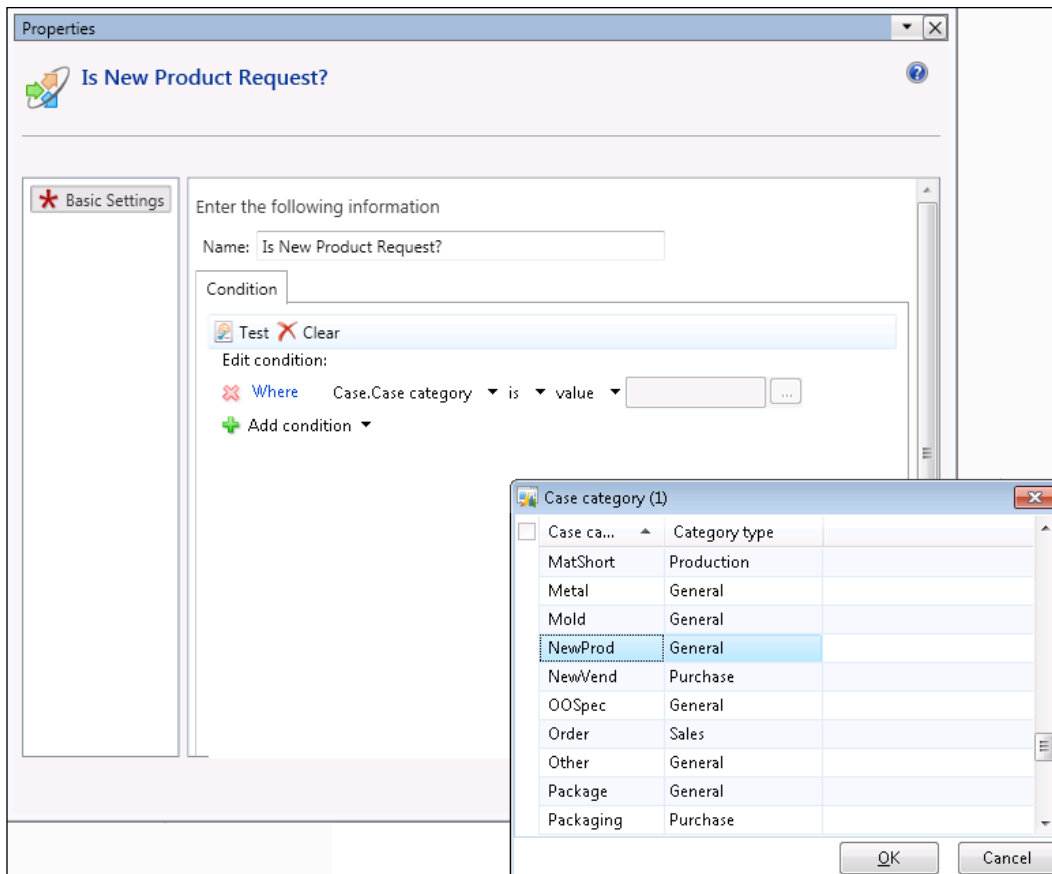 Properties
Is New Product Request?
Basic Settings
Enter the following information
Name: Is New Product Request?
Condition
Test Clear
Edit condition:
Where Case.Case category is value ...
Add condition
Case category (1)
Case ca... Category type
MatShort Production
Metal General
Mold General
NewProd General
NewVend Purchase
OOSpec General
Order Sales
Other General
Package General
Packaging Purchase
OK Cancel